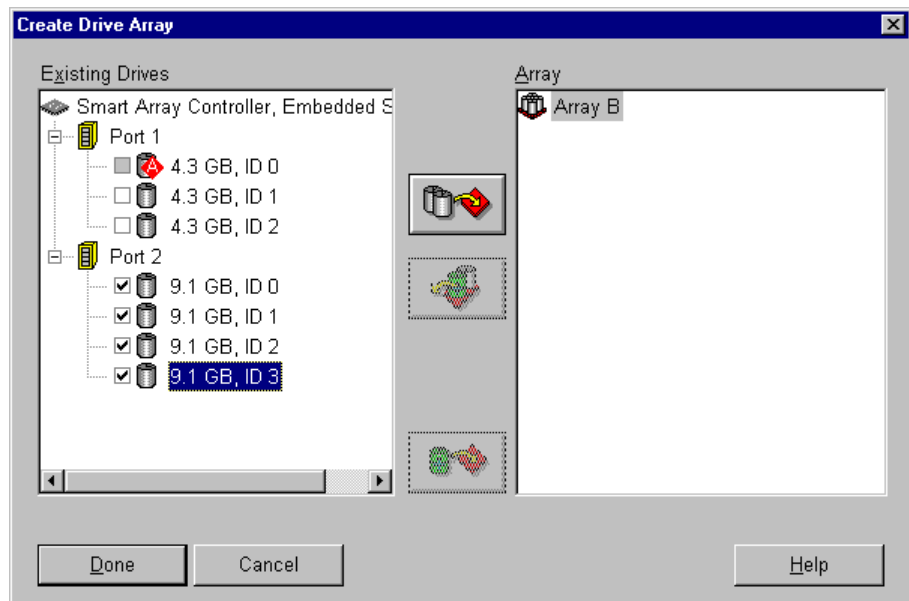 Create Drive Array
Existing Drives
Smart Array Controller, Embedded S
Port 1
A 4.3 GB, ID 0
4.3 GB, ID 1
4.3 GB, ID 2
Port 2
9.1 GB, ID 0
9.1 GB, ID 1
9.1 GB, ID 2
9.1 GB, ID 3
Array
Array B
Done
Cancel
Help